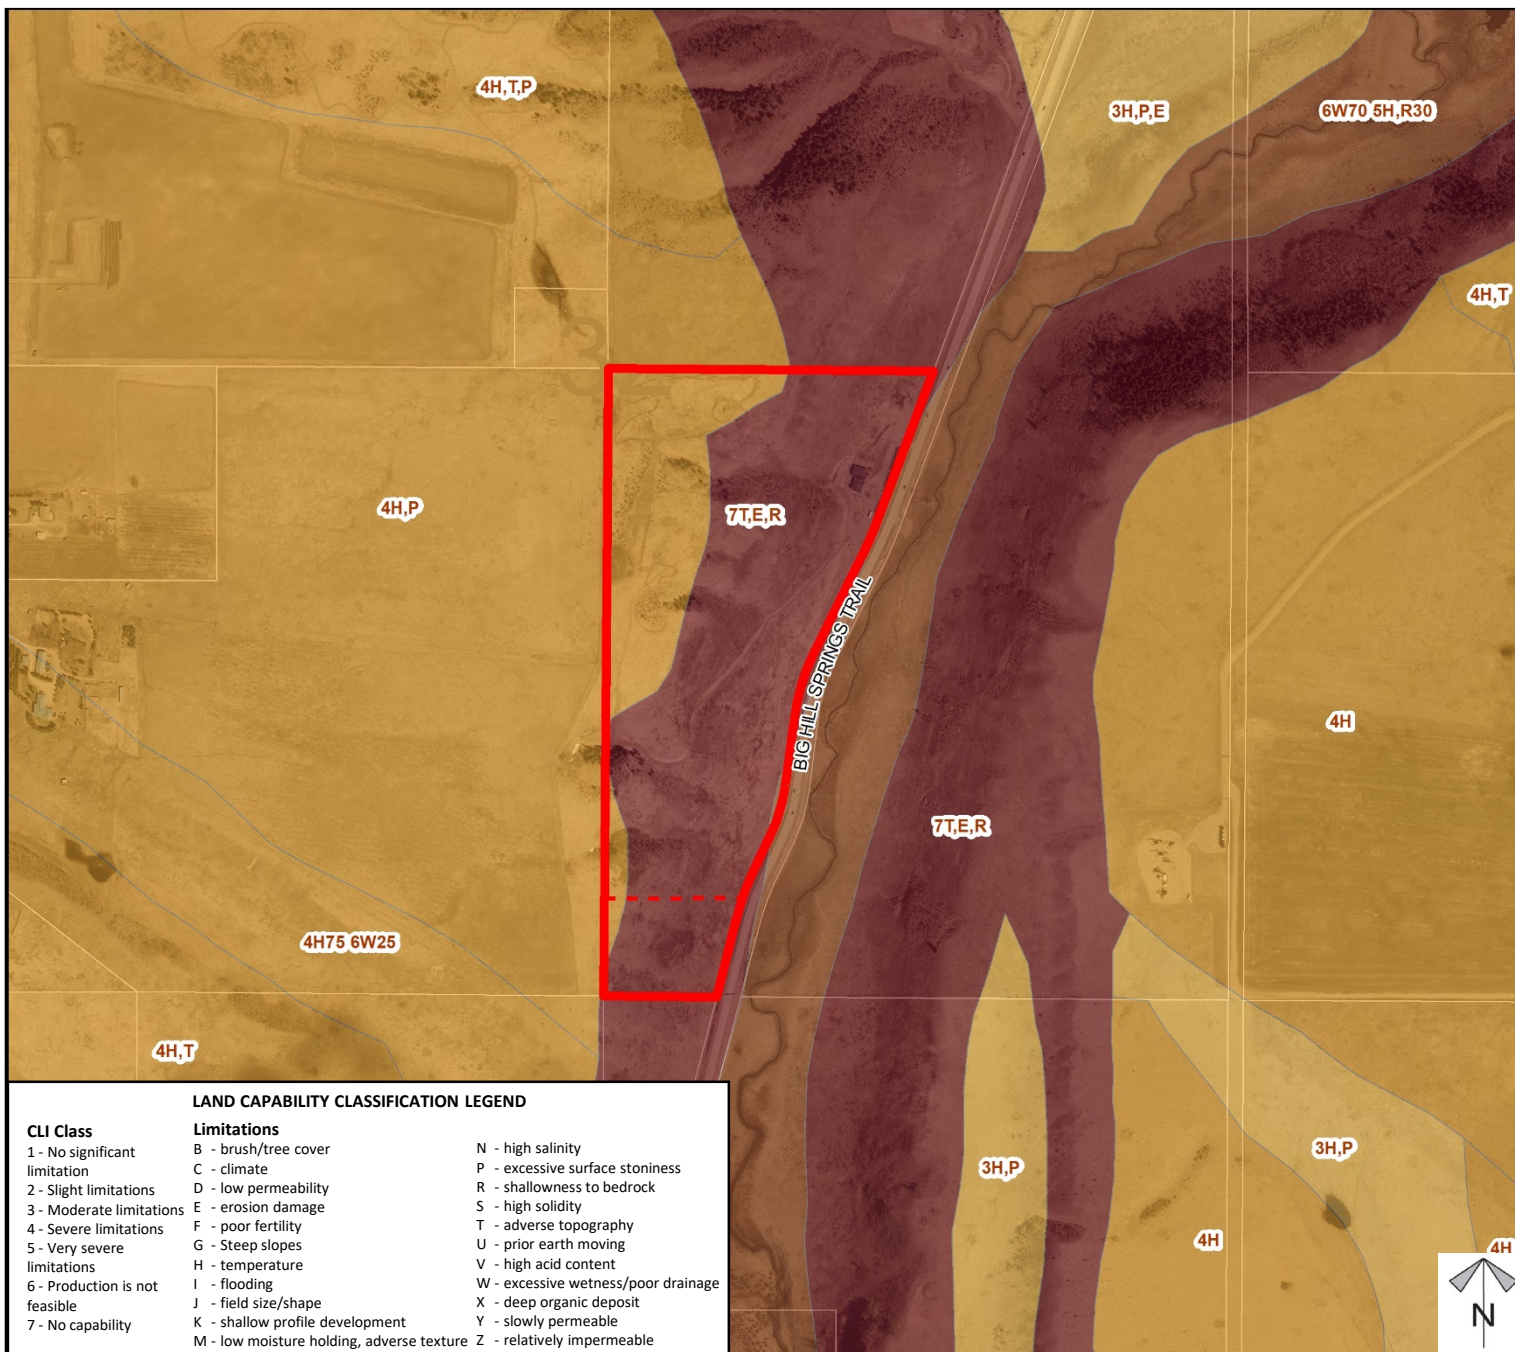 4H,T,P
3H,P,E
6W70 5H,R30
4H,T
32
4H,P
7T,E,R
BIG HILL SPRINGS TRAIL
4H
7T,E,R
4H75 6W25
4H,T
3H,P
3H,P
4H
4H
N
LAND CAPABILITY CLASSIFICATION LEGEND
CLI Class
1 - No significant
limitation
2 - Slight limitations
3 - Moderate limitations
4 - Severe limitations
5 - Very severe
limitations
6 - Production is not
feasible
7 - No capability
Limitations
B - brush/tree cover
C - climate
D - low permeability
E - erosion damage
F - poor fertility
G - Steep slopes
H - temperature
I - flooding
J - field size/shape
K - shallow profile development
M - low moisture holding, adverse texture
N - high salinity
P - excessive surface stoniness
R - shallowness to bedrock
S - high solidity
T - adverse topography
U - prior earth moving
V - high acid content
W - excessive wetness/poor drainage
X - deep organic deposit
Y - slowly permeable
Z - relatively impermeable